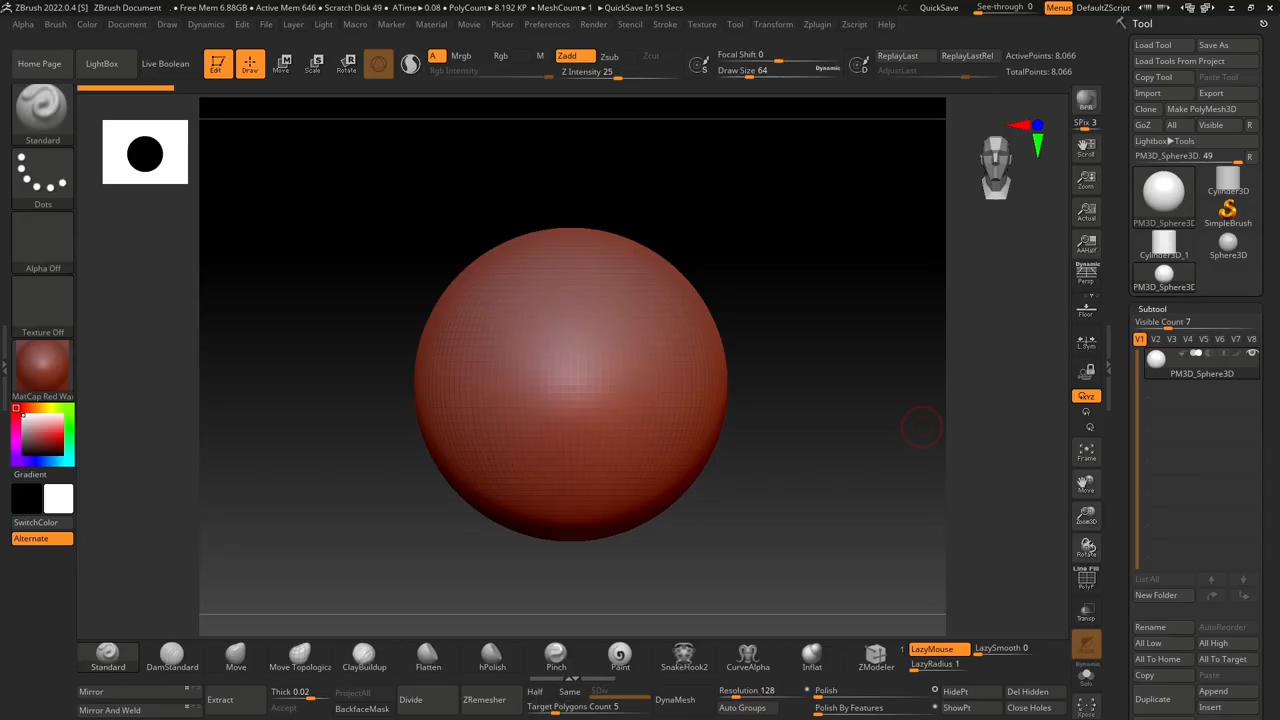 ZBrush 2022.0.4 [S] ZBrush Document . • Free Mem 6.88GB • Active Mem 646 • Scratch Disk 49 • ATime►0.08 • PolyCount►8.192 KP • MeshCount►1 ►QuickSave In 51 Secs AC QuickSave See-through 0 Menus DefaultZScript
Alpha Brush Color Document Draw Dynamics Edit File Layer Light Macro Marker Material Movie Picker Preferences Render Stencil Stroke Texture Tool Transform Zplugin Zscript Help
Home Page LightBox Live Boolean Edit Draw Move Scale Rotate
A Mrgb Rgb M Zadd Zsub Zcut
Rgb Intensity Z Intensity 25
S Focal Shift 0
Draw Size 64 Dynamic
D ReplayLast ReplayLastRel
AdjustLast
ActivePoints: 8,066
TotalPoints: 8,066
Standard
Dots
Alpha Off
Texture Off
MatCap Red Wa
Gradient
SwitchColor
Alternate
BPR
SPix 3
Scroll
Zoom
Actual
AAHalf
Dynamic
Persp
Floor
L.Sym
XYZ
Frame
Move
Zoom3D
Rotate
Line Fill
PolyF
Transp
Dynamic
Solo
Xpose
Tool
Load Tool Save As
Load Tools From Project
Copy Tool Paste Tool
Import Export
Clone Make PolyMesh3D
GoZ All Visible R
Lightbox►Tools
PM3D_Sphere3D. 49 R
PM3D_Sphere3D Cylinder3D
SimpleBrush
Cylinder3D_1 Sphere3D
PM3D_Sphere3D
Subtool
Visible Count 7
V1 V2 V3 V4 V5 V6 V7 V8
PM3D_Sphere3D
List All
New Folder
Rename AutoReorder
All Low All High
All To Home All To Target
Copy Paste
Duplicate Append
Insert
Standard DamStandard Move Move Topologic ClayBuildup Flatten hPolish Pinch Paint SnakeHook2 CurveAlpha Inflat ZModeler
1 LazyMouse LazySmooth 0
LazyRadius 1
Mirror
Mirror And Weld
Extract
Thick 0.02 ProjectAll
Accept BackfaceMask
Divide ZRemesher
Half Same SDiv
Target Polygons Count 5
DynaMesh
Resolution 128
Auto Groups
Polish
Polish By Features
HidePt Del Hidden
ShowPt Close Holes